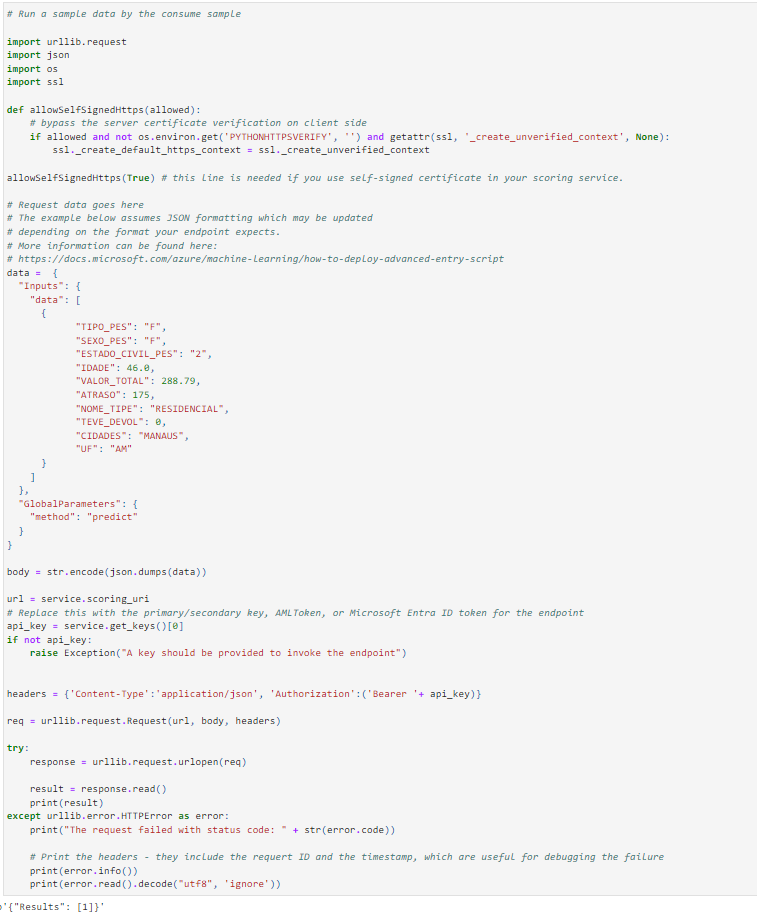 # Run a sample data by the consume sample
import urllib.request
import json
import os
import ssl
def allowSelfSignedHttps(allowed):
# bypass the server certificate verification on client side
if allowed and not os.environ.get('PYTHONHTTPSVERIFY', '') and getattr(ssl, '_create_unverified_context', None):
ssl._create_default_https_context = ssl._create_unverified_context
allowSelfSignedHttps(True) # this line is needed if you use self-signed certificate in your scoring service.
# Request data goes here
# The example below assumes JSON formatting which may be updated
# depending on the format your endpoint expects.
# More information can be found here:
# https://docs.microsoft.com/azure/machine-learning/how-to-deploy-advanced-entry-script
data = {
"Inputs": {
"data": [
{
"TIPO_PES": "F",
"SEXO_PES": "F",
"ESTADO_CIVIL_PES": "2",
"IDADE": 46.0,
"VALOR_TOTAL": 288.79,
"ATRASO": 175,
"NOME_TIPE": "RESIDENCIAL",
"TEVE_DEVOL": 0,
"CIDADES": "MANAUS",
"UF": "AM"
}
]
},
"GlobalParameters": {
"method": "predict"
}
}
body = str.encode(json.dumps(data))
url = service.scoring_uri
# Replace this with the primary/secondary key, AMLToken, or Microsoft Entra ID token for the endpoint
api_key = service.get_keys()[0]
if not api_key:
raise Exception("A key should be provided to invoke the endpoint")
headers = {'Content-Type':'application/json', 'Authorization':('Bearer '+ api_key)}
req = urllib.request.Request(url, body, headers)
try:
response = urllib.request.urlopen(req)
result = response.read()
print(result)
except urllib.error.HTTPError as error:
print("The request failed with status code: " + str(error.code))
# Print the headers - they include the requert ID and the timestamp, which are useful for debugging the failure
print(error.info())
print(error.read().decode("utf8", 'ignore'))
b'{"Results": [1]}'